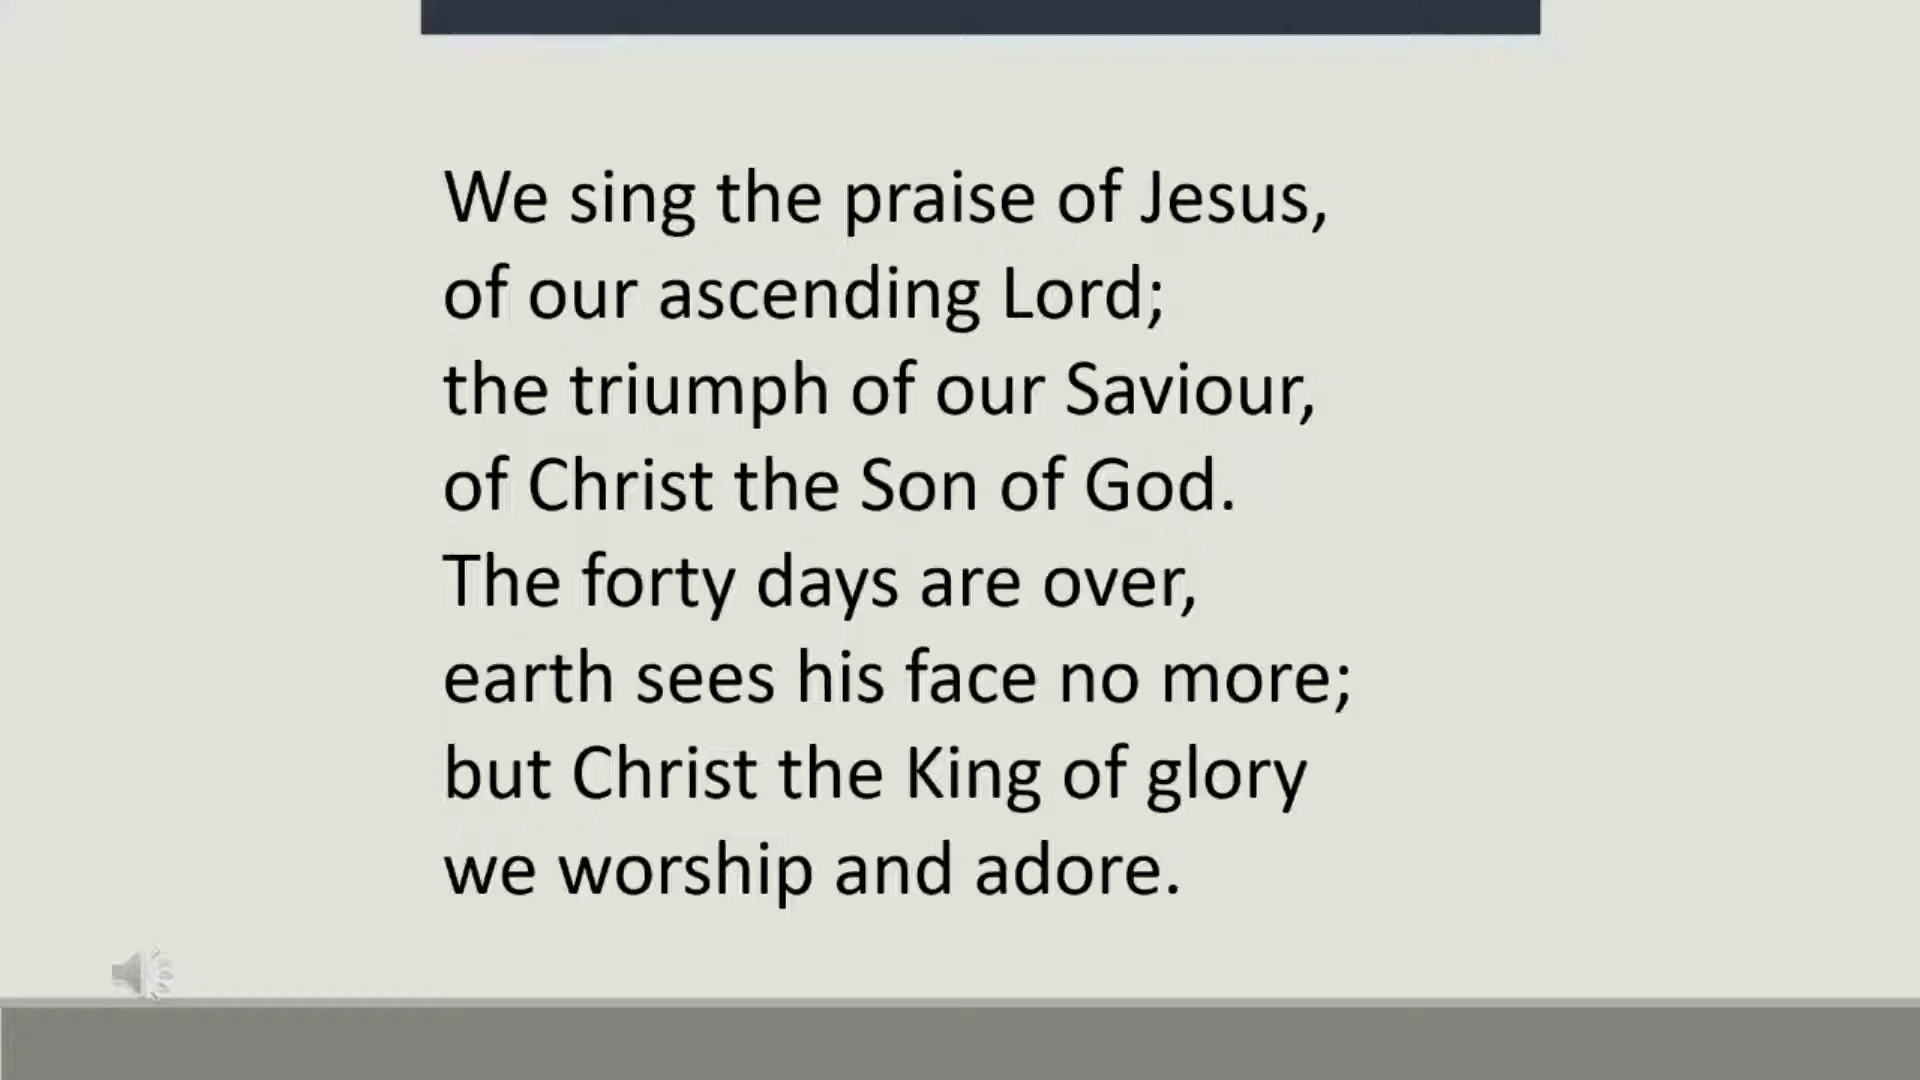 We sing the praise of Jesus,
of our ascending Lord;
the triumph of our Saviour,
of Christ the Son of God.
The forty days are over,
earth sees his face no more;
but Christ the King of glory
we worship and adore.